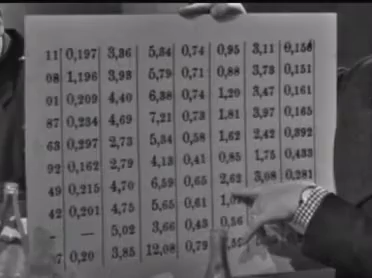 11 0,197 3,36 5,84 0,74 0,95 3,11 0,156
08 1,196 3,93 5,79 0,71 0,88 3,73 0,151
01 0,209 4,40 6,38 0,74 1,20 3,47 0,161
87 0,234 4,69 7,21 0,73 1,81 3,97 0,165
63 0,297 2,73 5,34 0,58 1,62 2,42 0,392
92 0,162 2,79 4,13 0,41 0,85 1,75 0,433
49 0,215 4,70 6,59 0,65 2,62 3,08 0,281
42 0,201 4,75 5,65 0,61
— — 5,02 3,66 0,43 0,56
7 0,20 3,85 12,08 0,79